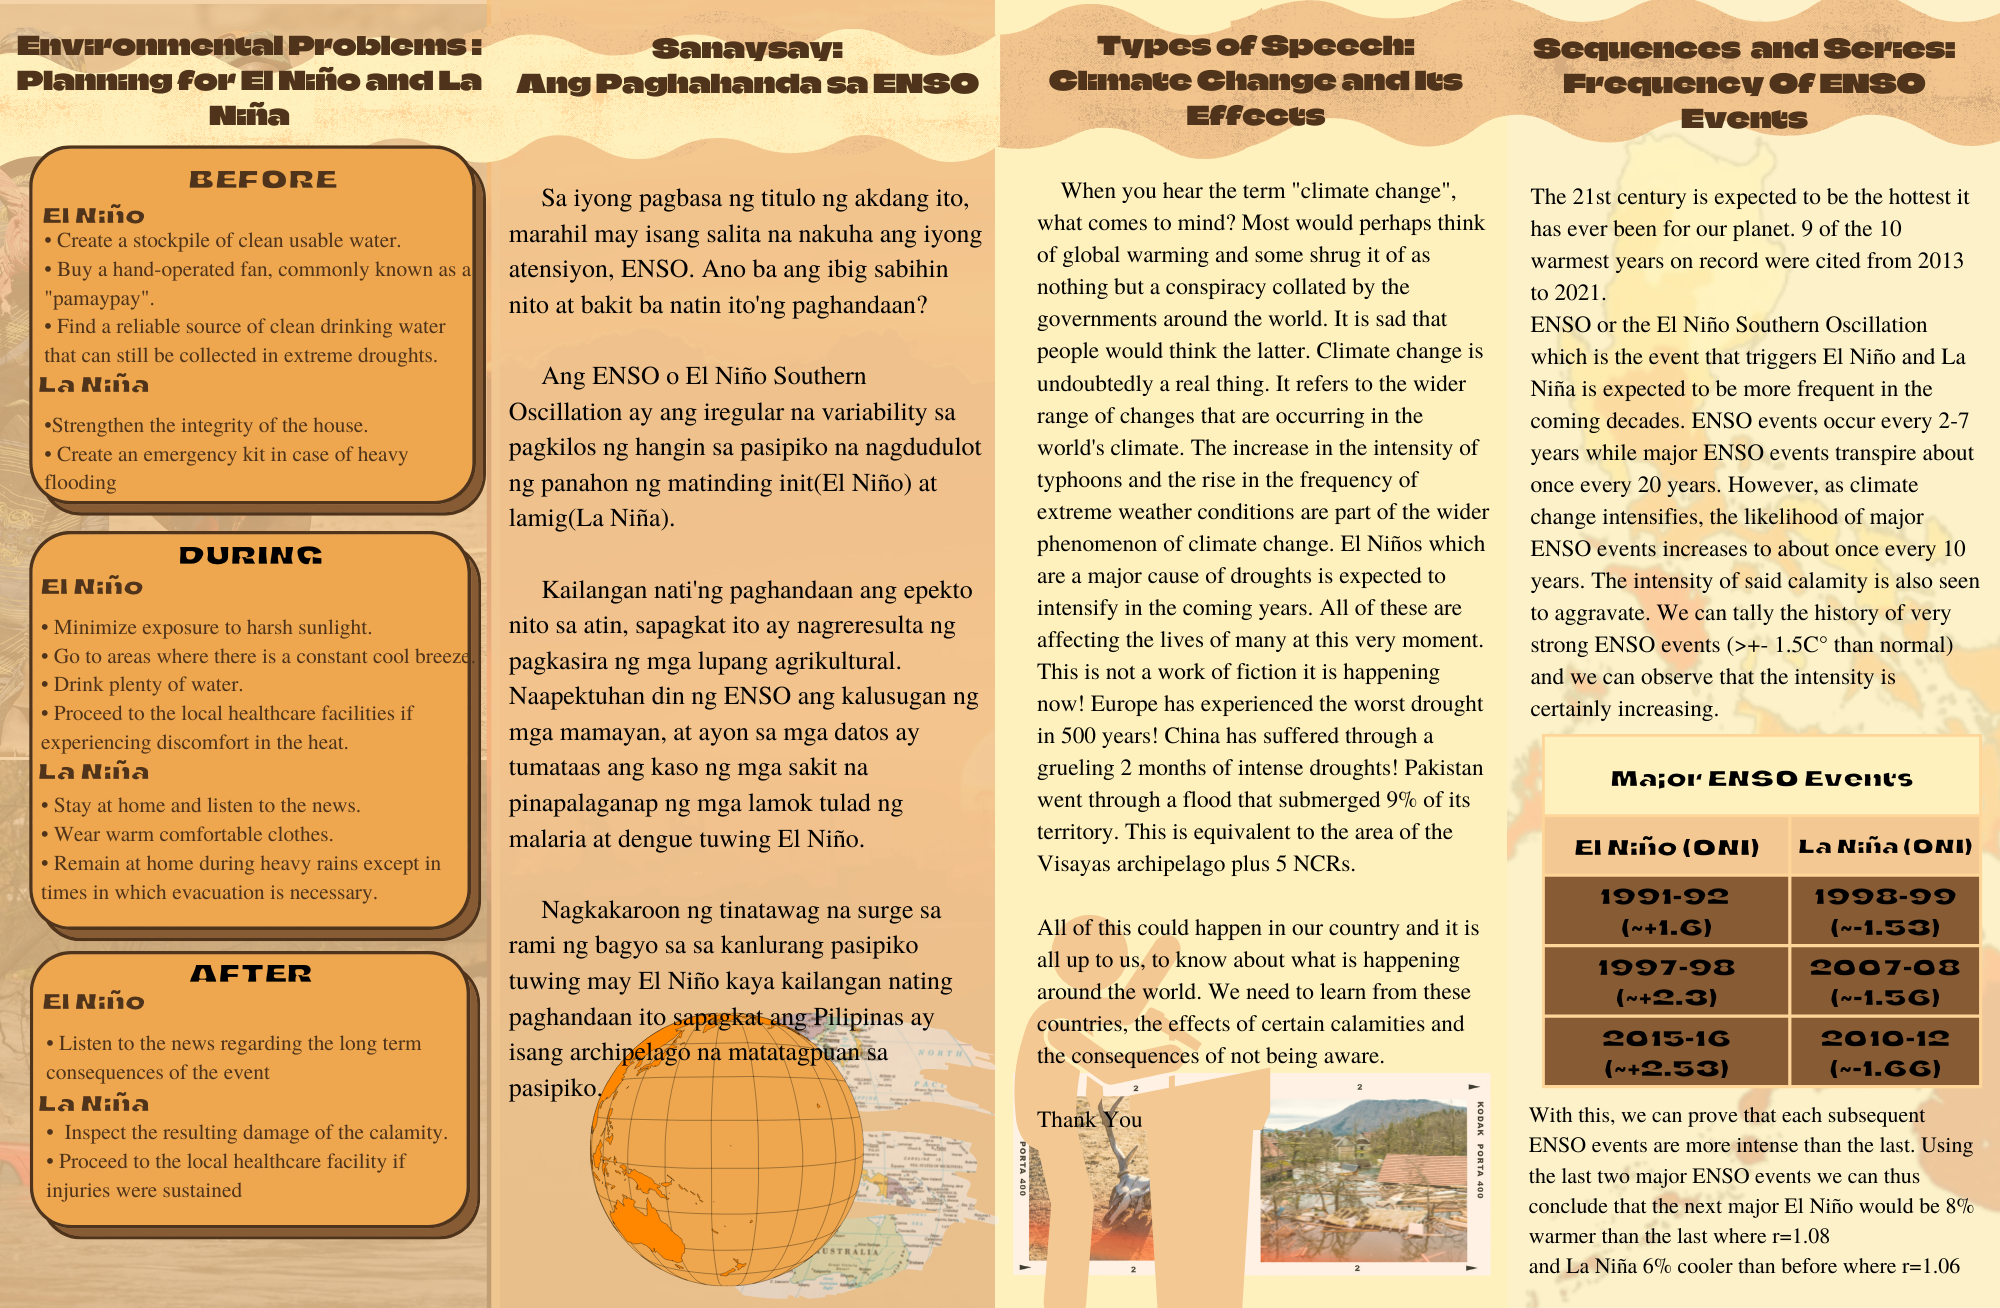 Environmental Problems :
Planning for El Niño and La
Niña
BEFORE
El Niño
• Create a stockpile of clean usable water.
• Buy a hand-operated fan, commonly known as a
"pamaypay".
• Find a reliable source of clean drinking water
that can still be collected in extreme droughts.
La Niña
•Strengthen the integrity of the house.
• Create an emergency kit in case of heavy
flooding
DURING
El Niño
• Minimize exposure to harsh sunlight.
• Go to areas where there is a constant cool breeze.
• Drink plenty of water.
• Proceed to the local healthcare facilities if
experiencing discomfort in the heat.
La Niña
• Stay at home and listen to the news.
• Wear warm comfortable clothes.
• Remain at home during heavy rains except in
times in which evacuation is necessary.
AFTER
El Niño
• Listen to the news regarding the long term
consequences of the event
La Niña
• Inspect the resulting damage of the calamity.
• Proceed to the local healthcare facility if
injuries were sustained
Sanaysay:
Ang Paghahanda sa ENSO
Sa iyong pagbasa ng titulo ng akdang ito,
marahil may isang salita na nakuha ang iyong
atensiyon, ENSO. Ano ba ang ibig sabihin
nito at bakit ba natin ito'ng paghandaan?
Ang ENSO o El Niño Southern
Oscillation ay ang iregular na variability sa
pagkilos ng hangin sa pasipiko na nagdudulot
ng panahon ng matinding init(El Niño) at
lamig(La Niña).
Kailangan nati'ng paghandaan ang epekto
nito sa atin, sapagkat ito ay nagreresulta ng
pagkasira ng mga lupang agrikultural.
Naapektuhan din ng ENSO ang kalusugan ng
mga mamayan, at ayon sa mga datos ay
tumataas ang kaso ng mga sakit na
pinapalaganap ng mga lamok tulad ng
malaria at dengue tuwing El Niño.
Nagkakaroon ng tinatawag na surge sa
rami ng bagyo sa sa kanlurang pasipiko
tuwing may El Niño kaya kailangan nating
paghandaan ito sapagkat ang Pilipinas ay
isang archipelago na matatagpuan sa
pasipiko.
NORTH
AUSTRALIA
Types of Speech:
Climate Change and Its
Effects
When you hear the term "climate change",
what comes to mind? Most would perhaps think
of global warming and some shrug it of as
nothing but a conspiracy collated by the
governments around the world. It is sad that
people would think the latter. Climate change is
undoubtedly a real thing. It refers to the wider
range of changes that are occurring in the
world's climate. The increase in the intensity of
typhoons and the rise in the frequency of
extreme weather conditions are part of the wider
phenomenon of climate change. El Niños which
are a major cause of droughts is expected to
intensify in the coming years. All of these are
affecting the lives of many at this very moment.
This is not a work of fiction it is happening
now! Europe has experienced the worst drought
in 500 years! China has suffered through a
grueling 2 months of intense droughts! Pakistan
went through a flood that submerged 9% of its
territory. This is equivalent to the area of the
Visayas archipelago plus 5 NCRs.
All of this could happen in our country and it is
all up to us, to know about what is happening
around the world. We need to learn from these
countries, the effects of certain calamities and
the consequences of not being aware.
Thank You
2
2
PORTA 400
KODAK PORTA 400
2
2
Sequences and Series:
Frequency Of ENSO
Events
The 21st century is expected to be the hottest it
has ever been for our planet. 9 of the 10
warmest years on record were cited from 2013
to 2021.
ENSO or the El Niño Southern Oscillation
which is the event that triggers El Niño and La
Niña is expected to be more frequent in the
coming decades. ENSO events occur every 2-7
years while major ENSO events transpire about
once every 20 years. However, as climate
change intensifies, the likelihood of major
ENSO events increases to about once every 10
years. The intensity of said calamity is also seen
to aggravate. We can tally the history of very
strong ENSO events (>+- 1.5C° than normal)
and we can observe that the intensity is
certainly increasing.
Major ENSO Events
El Niño (ONI) La Niña (ONI)
1991-92 1998-99
(~+1.6) (~-1.53)
1997-98 2007-08
(~+2.3) (~-1.56)
2015-16 2010-12
(~+2.53) (~-1.66)
With this, we can prove that each subsequent
ENSO events are more intense than the last. Using
the last two major ENSO events we can thus
conclude that the next major El Niño would be 8%
warmer than the last where r=1.08
and La Niña 6% cooler than before where r=1.06